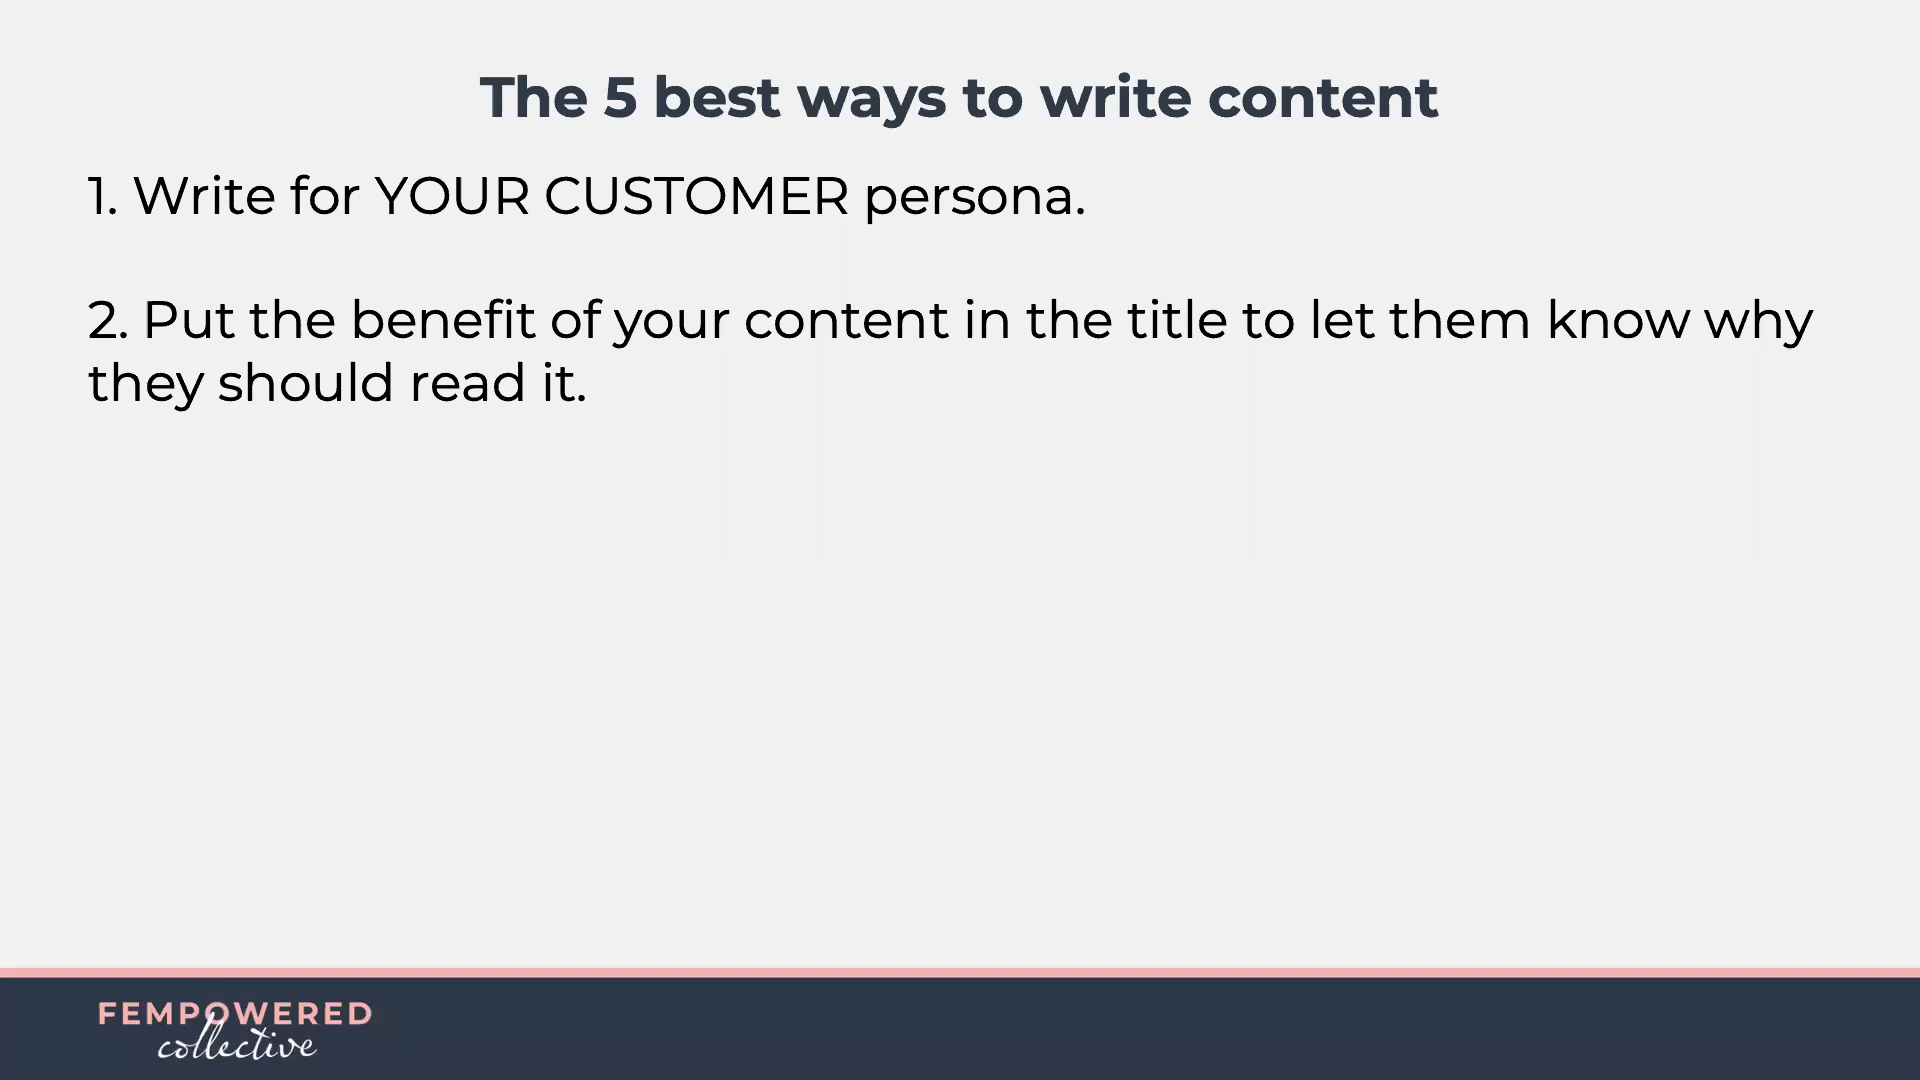 The 5 best ways to write content
1. Write for YOUR CUSTOMER persona.
2. Put the benefit of your content in the title to let them know why
they should read it.
FEMPOWERED
collective